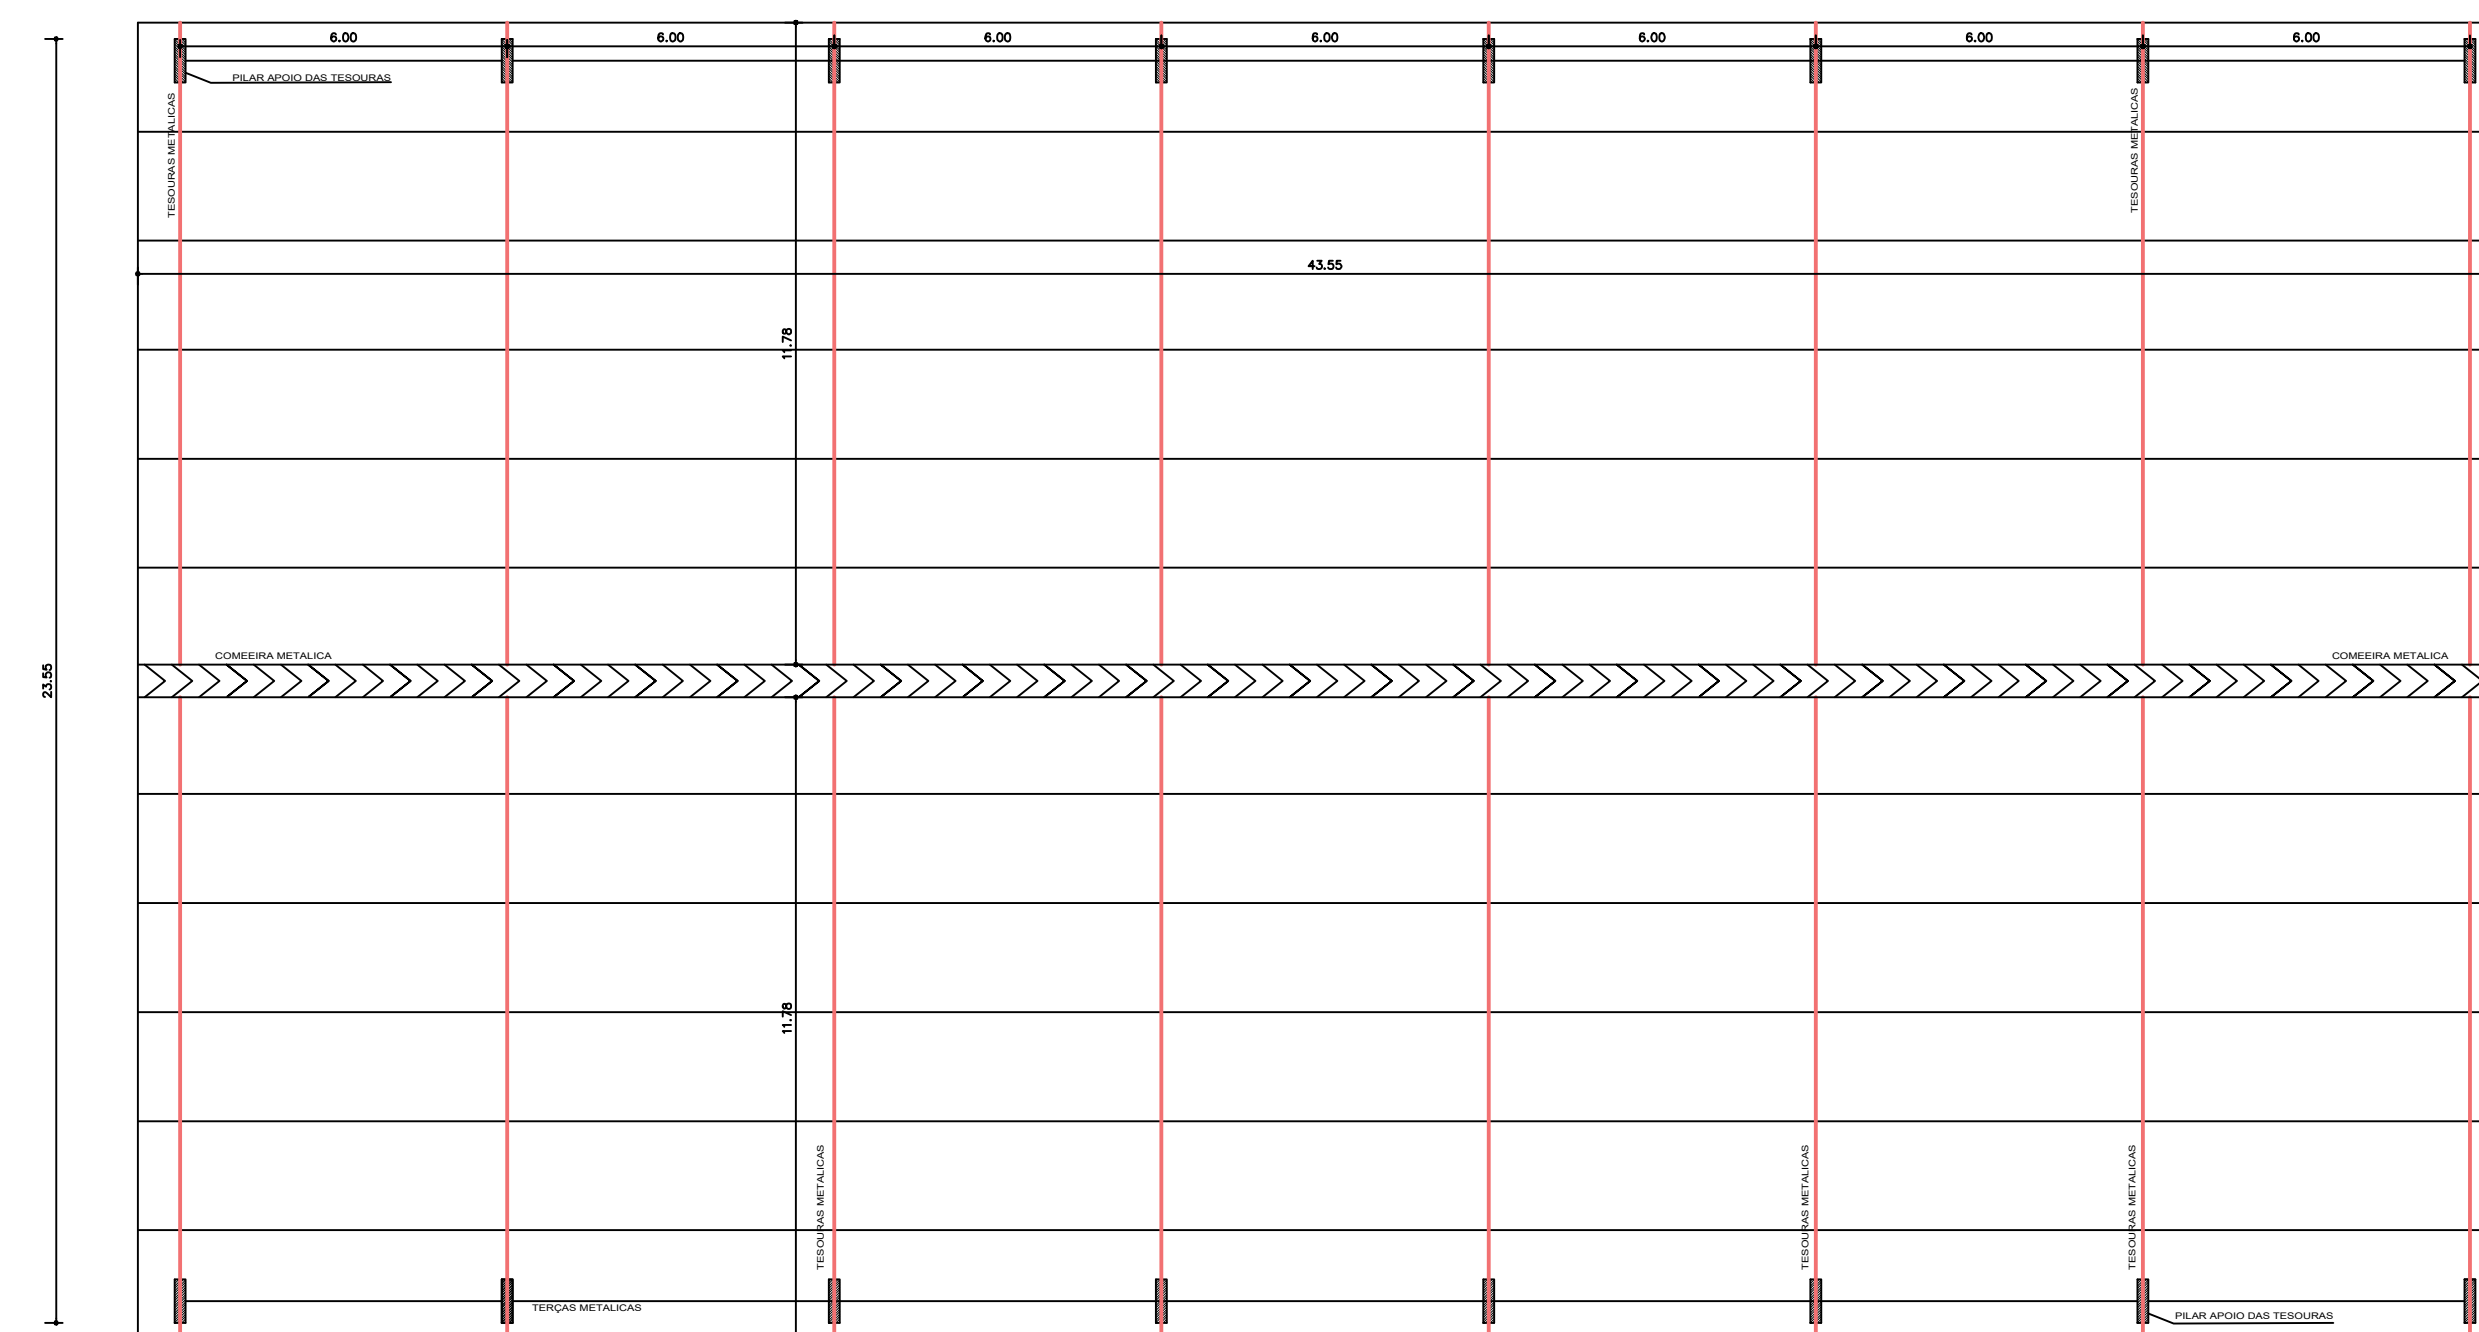 6.00 6.00 6.00 6.00 6.00 6.00 6.00
PILAR APOIO DAS TESOURAS
TESOURAS METALICAS
TESOURAS METALICAS
43.55
11.78
COMEEIRA METALICA
COMEEIRA METALICA
23.55
11.78
TESOURAS METALICAS
TESOURAS METALICAS
TESOURAS METALICAS
TERÇAS METALICAS
PILAR APOIO DAS TESOURAS